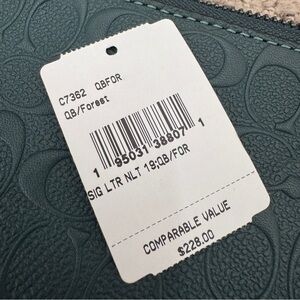 C7362 QBFOR
QB/Forest
1 95031 38807 1
SIG LTR NLT 19;QB/FOR
COMPARABLE VALUE
$228.00